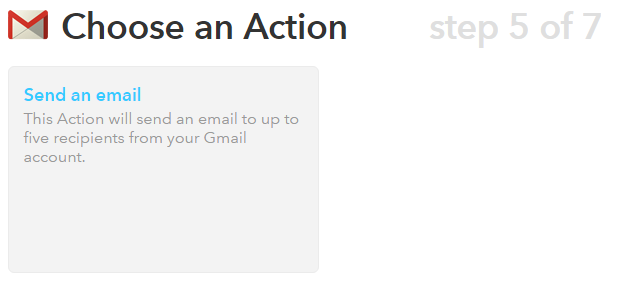 Choose an Action step 5 of 7
Send an email
This Action will send an email to up to
five recipients from your Gmail
account.